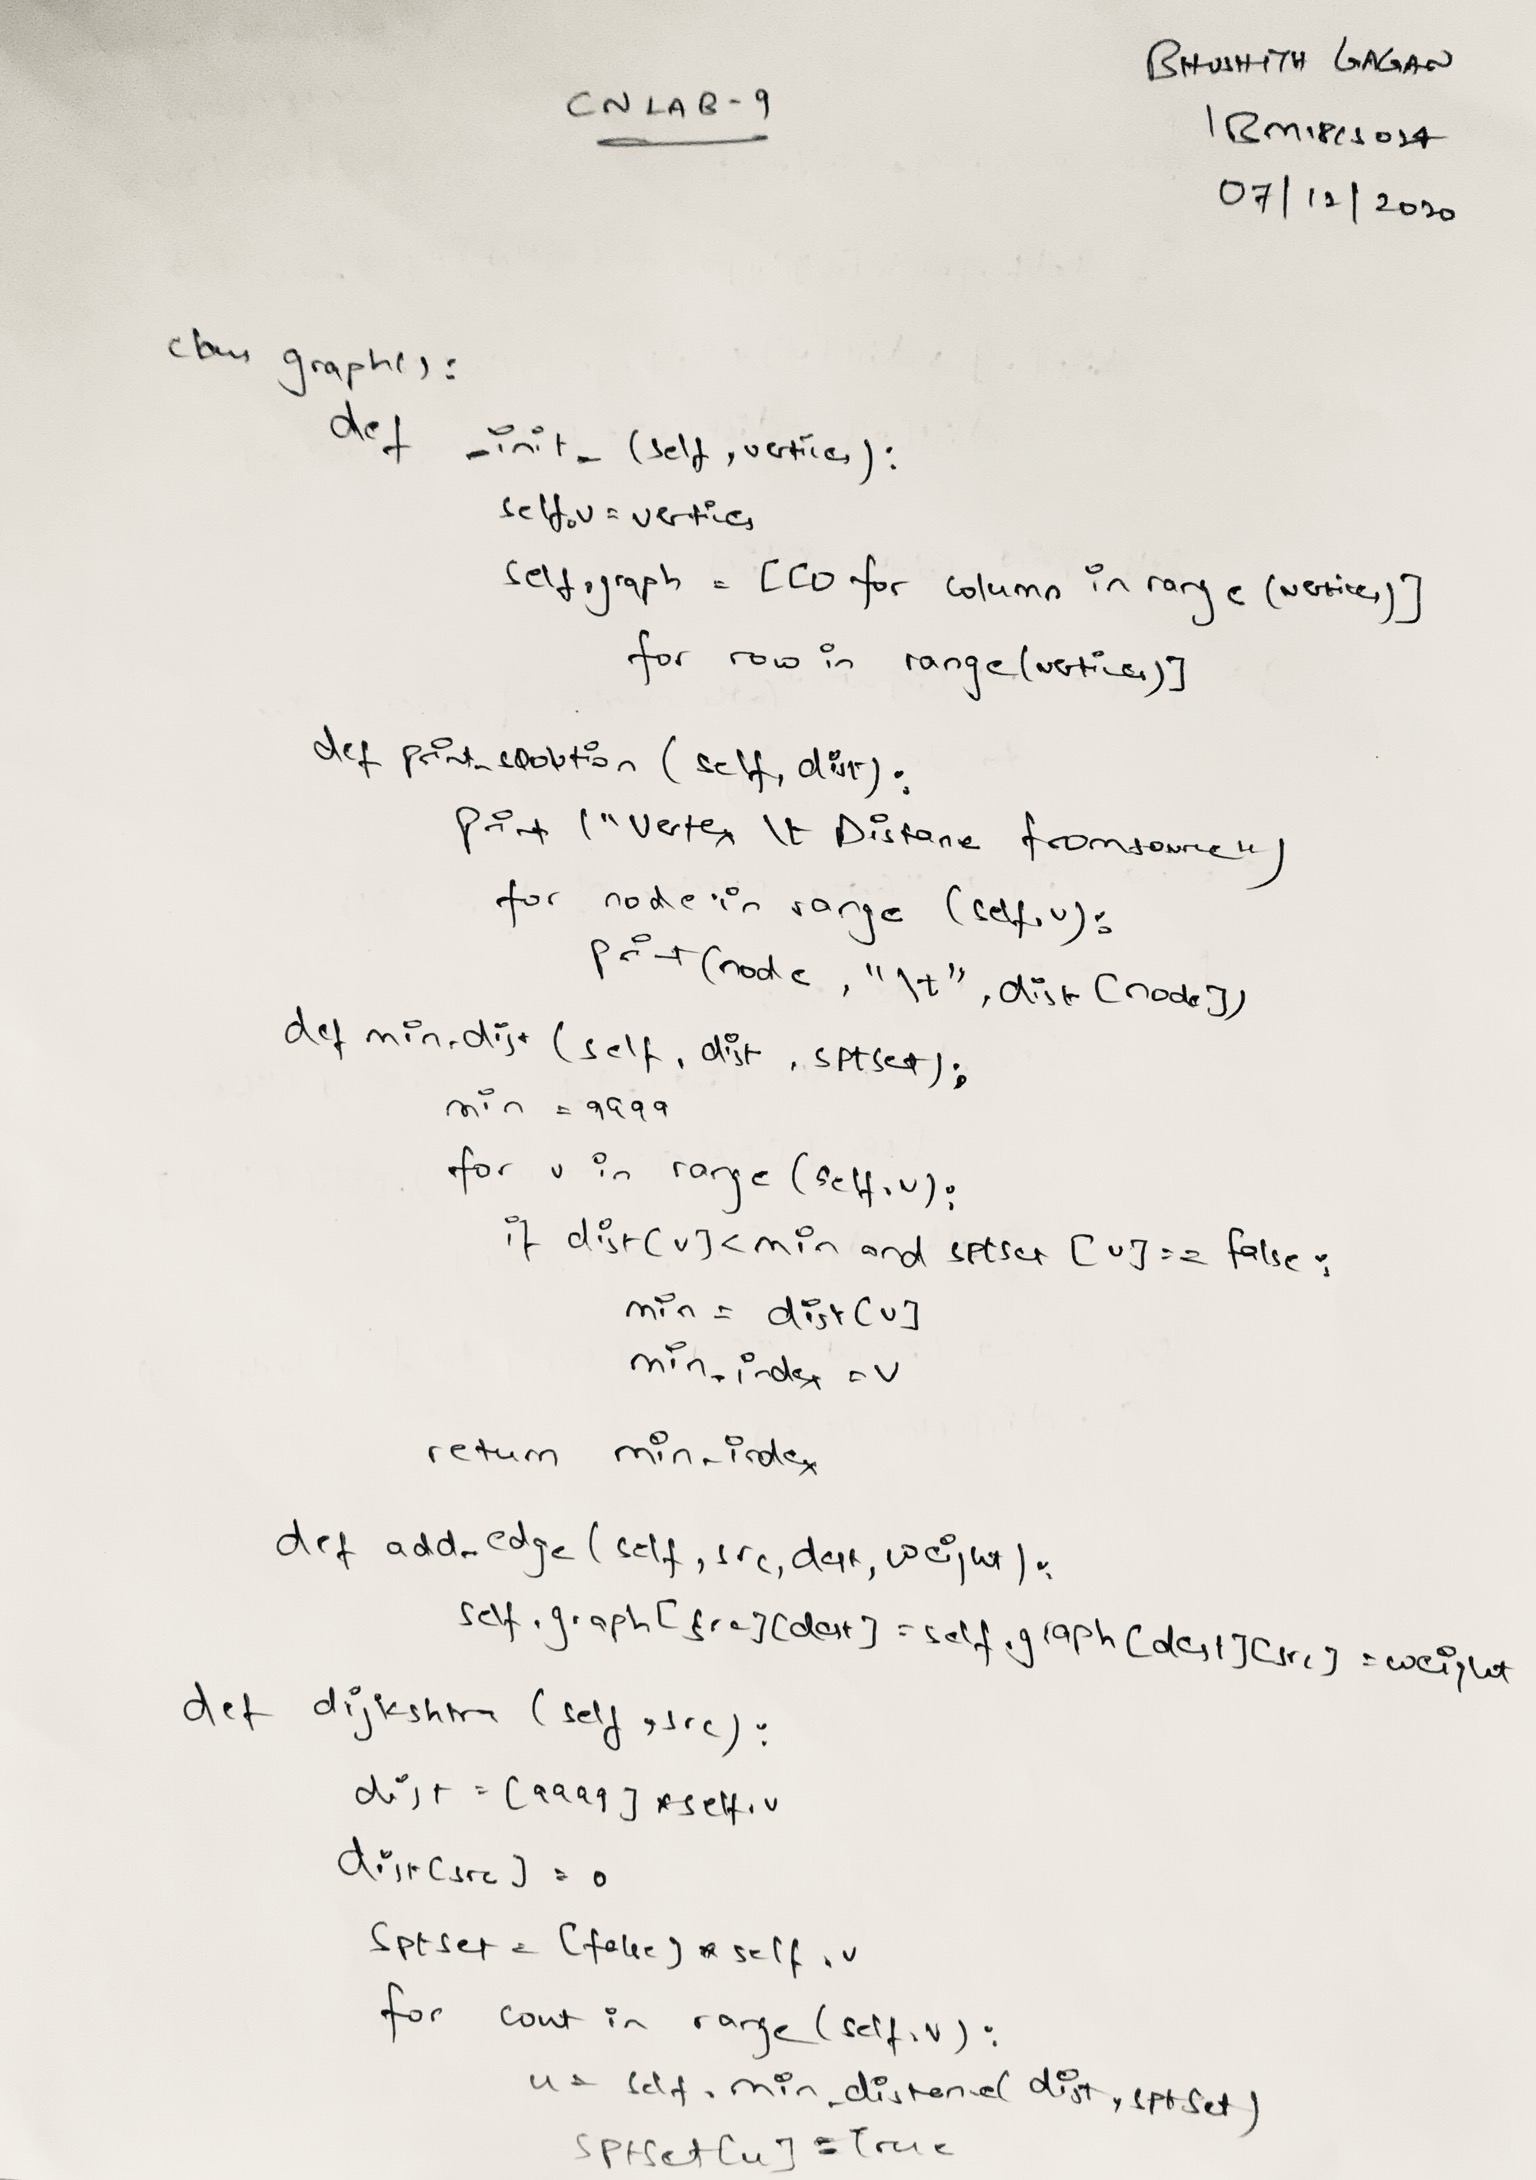 BHUSHITH GAGAN
CN LAB-9
1BM18CS024
07/12/2020
class graph():
def _init_ (self, vertices):
self.v = vertices
self.graph = [[0 for column in range (vertices)]
for row in range(vertices)]
def print_solution (self, dist):
print ("Vertex \t Distance from source")
for node in range (self.v):
print(node, "\t", dist[node])
def min_dist (self, dist, sptset):
min = 9999
for v in range (self.v):
if dist[v]<min and sptset [v]== false:
min = dist[v]
min_index = v
return min_index
def add_edge (self, src, dest, weight):
self.graph[src][dest] = self.graph[dest][src] = weight
def dijkshtra (self, src):
dist = [9999] *self.v
dist[src] = 0
sptset = [false] * self.v
for cout in range (self.v):
u = self.min_distance( dist, sptset)
sptset[u] = True